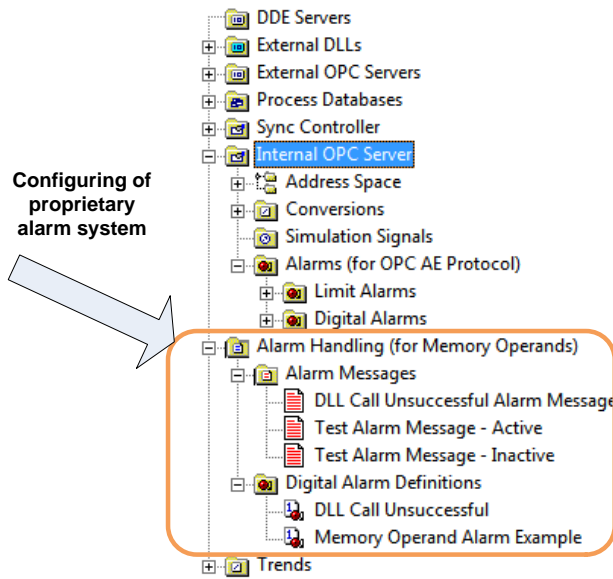 DDE Servers
External DLLs
External OPC Servers
Process Databases
Sync Controller
Internal OPC Server
Address Space
Conversions
Simulation Signals
Alarms (for OPC AE Protocol)
Limit Alarms
Digital Alarms
Configuring of
proprietary
alarm system
Alarm Handling (for Memory Operands)
Alarm Messages
DLL Call Unsuccessful Alarm Message
Test Alarm Message - Active
Test Alarm Message - Inactive
Digital Alarm Definitions
DLL Call Unsuccessful
Memory Operand Alarm Example
Trends